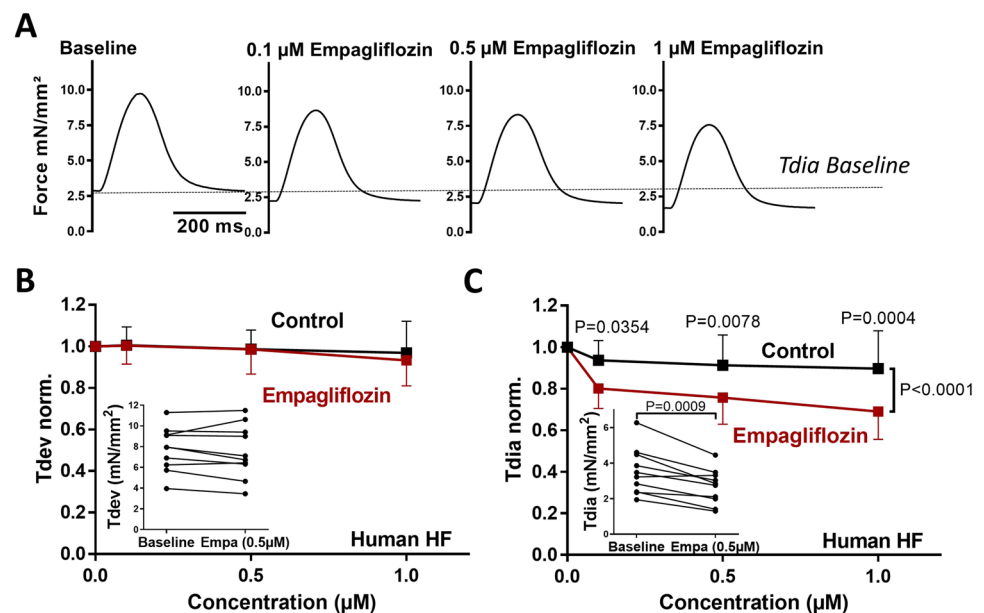 A
Baseline
0.1 µM Empagliflozin
0.5 µM Empagliflozin
1 µM Empagliflozin
Force mN/mm²
10.0
7.5
5.0
2.5
0.0
200 ms
10.0
7.5
5.0
2.5
0.0
10.0
7.5
5.0
2.5
0.0
10.0
7.5
5.0
2.5
0.0
Tdia Baseline
B
Tdev norm.
1.2
1.0
0.8
0.6
0.4
0.2
0.0
Control
Empagliflozin
Tdev (mN/mm²)
12
10
8
6
4
2
0
Baseline Empa (0.5µM)
Human HF
0.0 0.5 1.0
Concentration (µM)
C
Tdia norm.
1.2
1.0
0.8
0.6
0.4
0.2
0.0
P=0.0354
P=0.0078
P=0.0004
Control
P<0.0001
Empagliflozin
P=0.0009
Tdia (mN/mm²)
6
4
2
0
Baseline Empa (0.5µM)
Human HF
0.0 0.5 1.0
Concentration (µM)